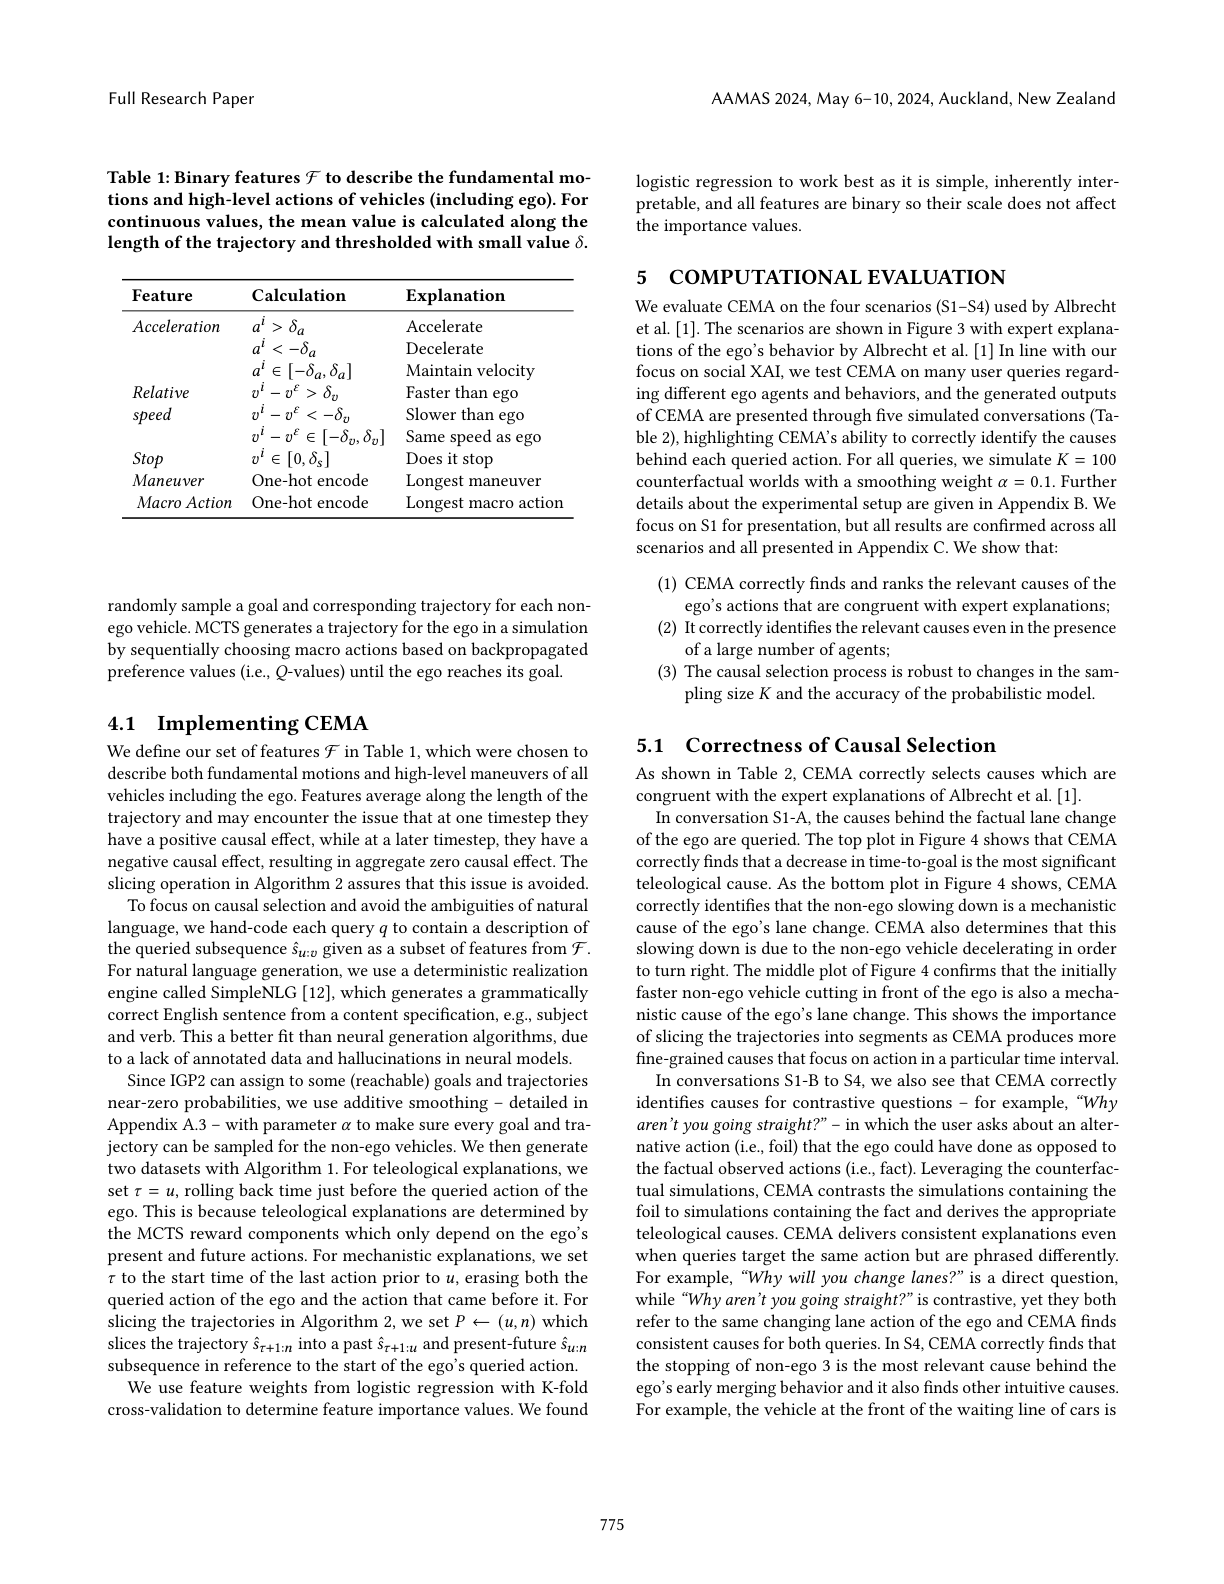 Full Research Paper
AAMAS 2024, May 6–10, 2024, Auckland, New Zealand
Table 1: Binary features ℱ to describe the fundamental mo-
tions and high-level actions of vehicles (including ego). For
continuous values, the mean value is calculated along the
length of the trajectory and thresholded with small value δ.
Feature Calculation Explanation
Acceleration aⁱ > δₐ Accelerate
aⁱ < −δₐ Decelerate
aⁱ ∈ [−δₐ, δₐ] Maintain velocity
Relative vⁱ − v^ε > δᵥ Faster than ego
speed vⁱ − v^ε < −δᵥ Slower than ego
vⁱ − v^ε ∈ [−δᵥ, δᵥ] Same speed as ego
Stop vⁱ ∈ [0, δₛ] Does it stop
Maneuver One-hot encode Longest maneuver
Macro Action One-hot encode Longest macro action
randomly sample a goal and corresponding trajectory for each non-
ego vehicle. MCTS generates a trajectory for the ego in a simulation
by sequentially choosing macro actions based on backpropagated
preference values (i.e., Q-values) until the ego reaches its goal.
4.1 Implementing CEMA
We define our set of features ℱ in Table 1, which were chosen to
describe both fundamental motions and high-level maneuvers of all
vehicles including the ego. Features average along the length of the
trajectory and may encounter the issue that at one timestep they
have a positive causal effect, while at a later timestep, they have a
negative causal effect, resulting in aggregate zero causal effect. The
slicing operation in Algorithm 2 assures that this issue is avoided.
To focus on causal selection and avoid the ambiguities of natural
language, we hand-code each query q to contain a description of
the queried subsequence ŝ_{u:v} given as a subset of features from ℱ.
For natural language generation, we use a deterministic realization
engine called SimpleNLG [12], which generates a grammatically
correct English sentence from a content specification, e.g., subject
and verb. This a better fit than neural generation algorithms, due
to a lack of annotated data and hallucinations in neural models.
Since IGP2 can assign to some (reachable) goals and trajectories
near-zero probabilities, we use additive smoothing – detailed in
Appendix A.3 – with parameter α to make sure every goal and tra-
jectory can be sampled for the non-ego vehicles. We then generate
two datasets with Algorithm 1. For teleological explanations, we
set τ = u, rolling back time just before the queried action of the
ego. This is because teleological explanations are determined by
the MCTS reward components which only depend on the ego's
present and future actions. For mechanistic explanations, we set
τ to the start time of the last action prior to u, erasing both the
queried action of the ego and the action that came before it. For
slicing the trajectories in Algorithm 2, we set P ← (u, n) which
slices the trajectory ŝ_{τ+1:n} into a past ŝ_{τ+1:u} and present-future ŝ_{u:n}
subsequence in reference to the start of the ego's queried action.
We use feature weights from logistic regression with K-fold
cross-validation to determine feature importance values. We found
logistic regression to work best as it is simple, inherently inter-
pretable, and all features are binary so their scale does not affect
the importance values.
5 COMPUTATIONAL EVALUATION
We evaluate CEMA on the four scenarios (S1–S4) used by Albrecht
et al. [1]. The scenarios are shown in Figure 3 with expert explana-
tions of the ego's behavior by Albrecht et al. [1] In line with our
focus on social XAI, we test CEMA on many user queries regard-
ing different ego agents and behaviors, and the generated outputs
of CEMA are presented through five simulated conversations (Ta-
ble 2), highlighting CEMA's ability to correctly identify the causes
behind each queried action. For all queries, we simulate K = 100
counterfactual worlds with a smoothing weight α = 0.1. Further
details about the experimental setup are given in Appendix B. We
focus on S1 for presentation, but all results are confirmed across all
scenarios and all presented in Appendix C. We show that:
(1) CEMA correctly finds and ranks the relevant causes of the
ego's actions that are congruent with expert explanations;
(2) It correctly identifies the relevant causes even in the presence
of a large number of agents;
(3) The causal selection process is robust to changes in the sam-
pling size K and the accuracy of the probabilistic model.
5.1 Correctness of Causal Selection
As shown in Table 2, CEMA correctly selects causes which are
congruent with the expert explanations of Albrecht et al. [1].
In conversation S1-A, the causes behind the factual lane change
of the ego are queried. The top plot in Figure 4 shows that CEMA
correctly finds that a decrease in time-to-goal is the most significant
teleological cause. As the bottom plot in Figure 4 shows, CEMA
correctly identifies that the non-ego slowing down is a mechanistic
cause of the ego's lane change. CEMA also determines that this
slowing down is due to the non-ego vehicle decelerating in order
to turn right. The middle plot of Figure 4 confirms that the initially
faster non-ego vehicle cutting in front of the ego is also a mecha-
nistic cause of the ego's lane change. This shows the importance
of slicing the trajectories into segments as CEMA produces more
fine-grained causes that focus on action in a particular time interval.
In conversations S1-B to S4, we also see that CEMA correctly
identifies causes for contrastive questions – for example, “Why
aren't you going straight?” – in which the user asks about an alter-
native action (i.e., foil) that the ego could have done as opposed to
the factual observed actions (i.e., fact). Leveraging the counterfac-
tual simulations, CEMA contrasts the simulations containing the
foil to simulations containing the fact and derives the appropriate
teleological causes. CEMA delivers consistent explanations even
when queries target the same action but are phrased differently.
For example, “Why will you change lanes?” is a direct question,
while “Why aren't you going straight?” is contrastive, yet they both
refer to the same changing lane action of the ego and CEMA finds
consistent causes for both queries. In S4, CEMA correctly finds that
the stopping of non-ego 3 is the most relevant cause behind the
ego's early merging behavior and it also finds other intuitive causes.
For example, the vehicle at the front of the waiting line of cars is
775